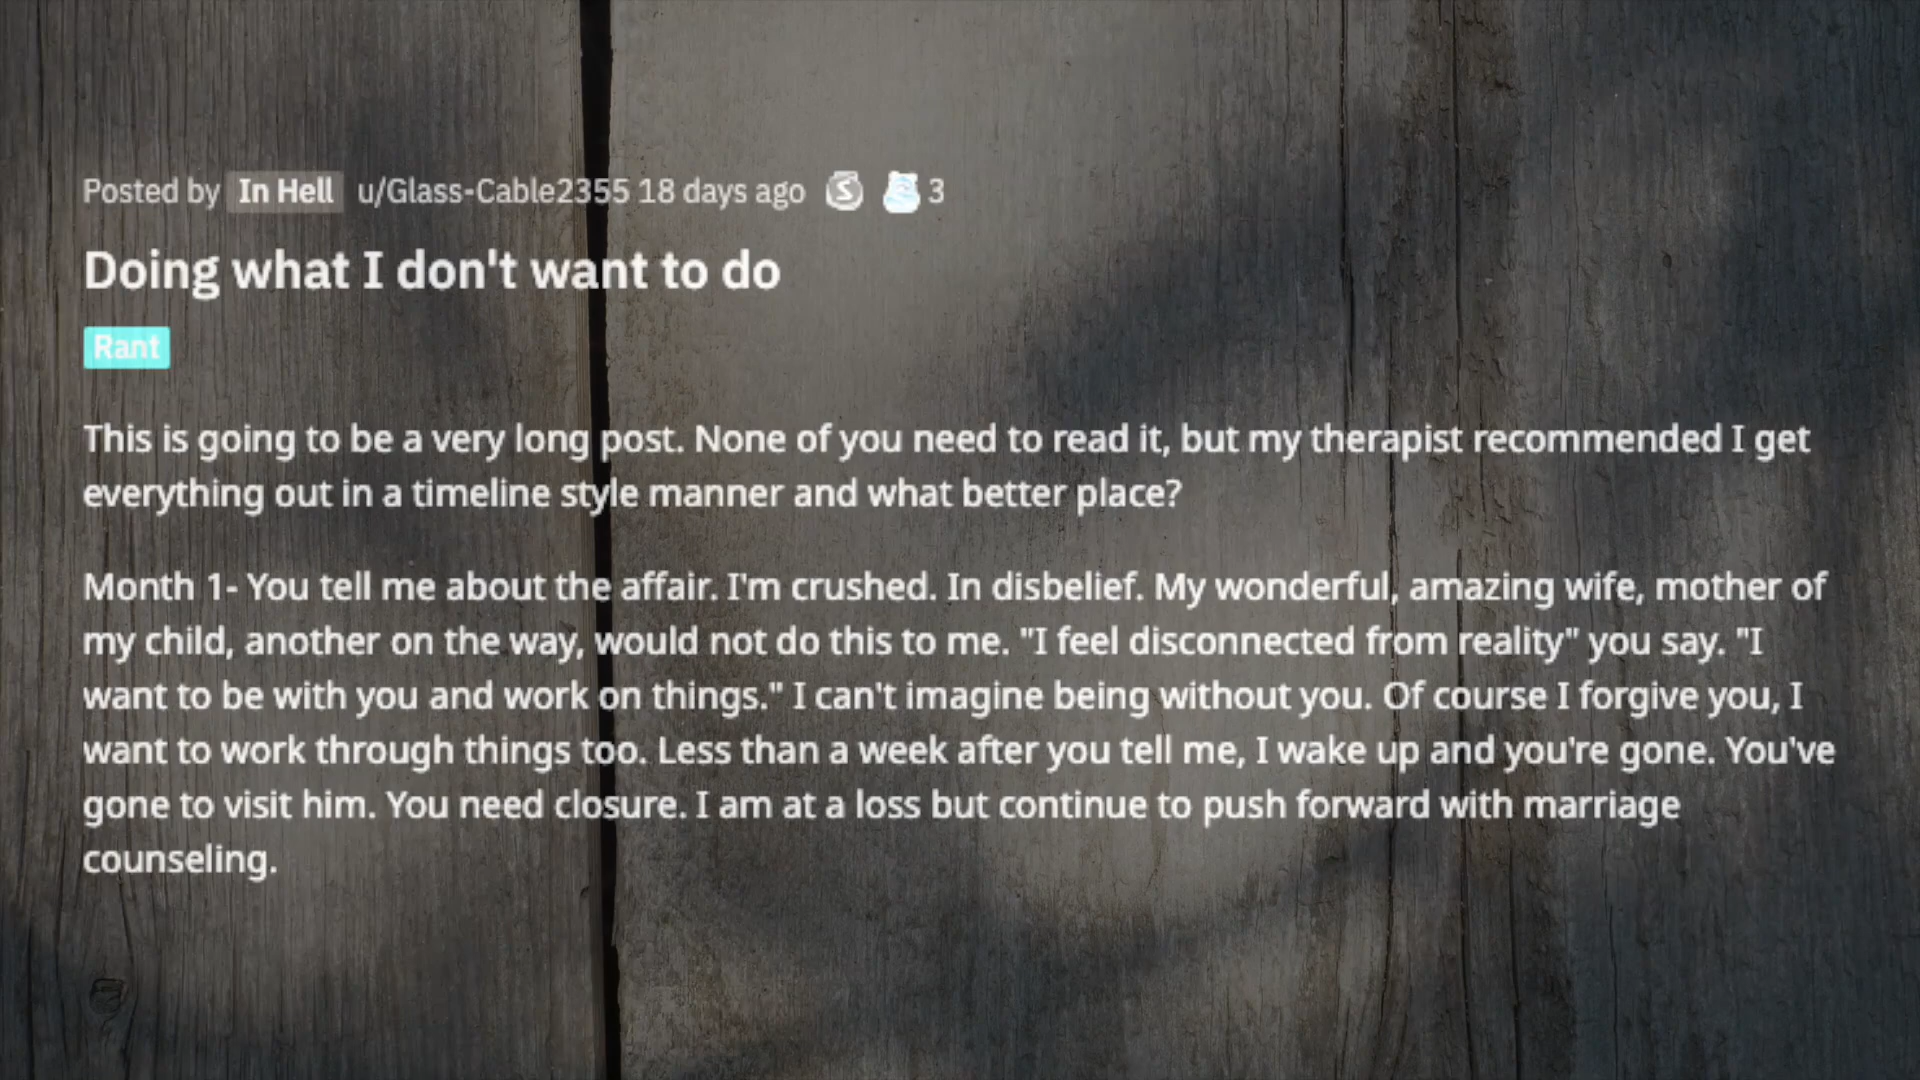 Posted by In Hell u/Glass-Cable2355 18 days ago 3
Doing what I don't want to do
Rant
This is going to be a very long post. None of you need to read it, but my therapist recommended I get
everything out in a timeline style manner and what better place?
Month 1- You tell me about the affair. I'm crushed. In disbelief. My wonderful, amazing wife, mother of
my child, another on the way, would not do this to me. "I feel disconnected from reality" you say. "I
want to be with you and work on things." I can't imagine being without you. Of course I forgive you, I
want to work through things too. Less than a week after you tell me, I wake up and you're gone. You've
gone to visit him. You need closure. I am at a loss but continue to push forward with marriage
counseling.